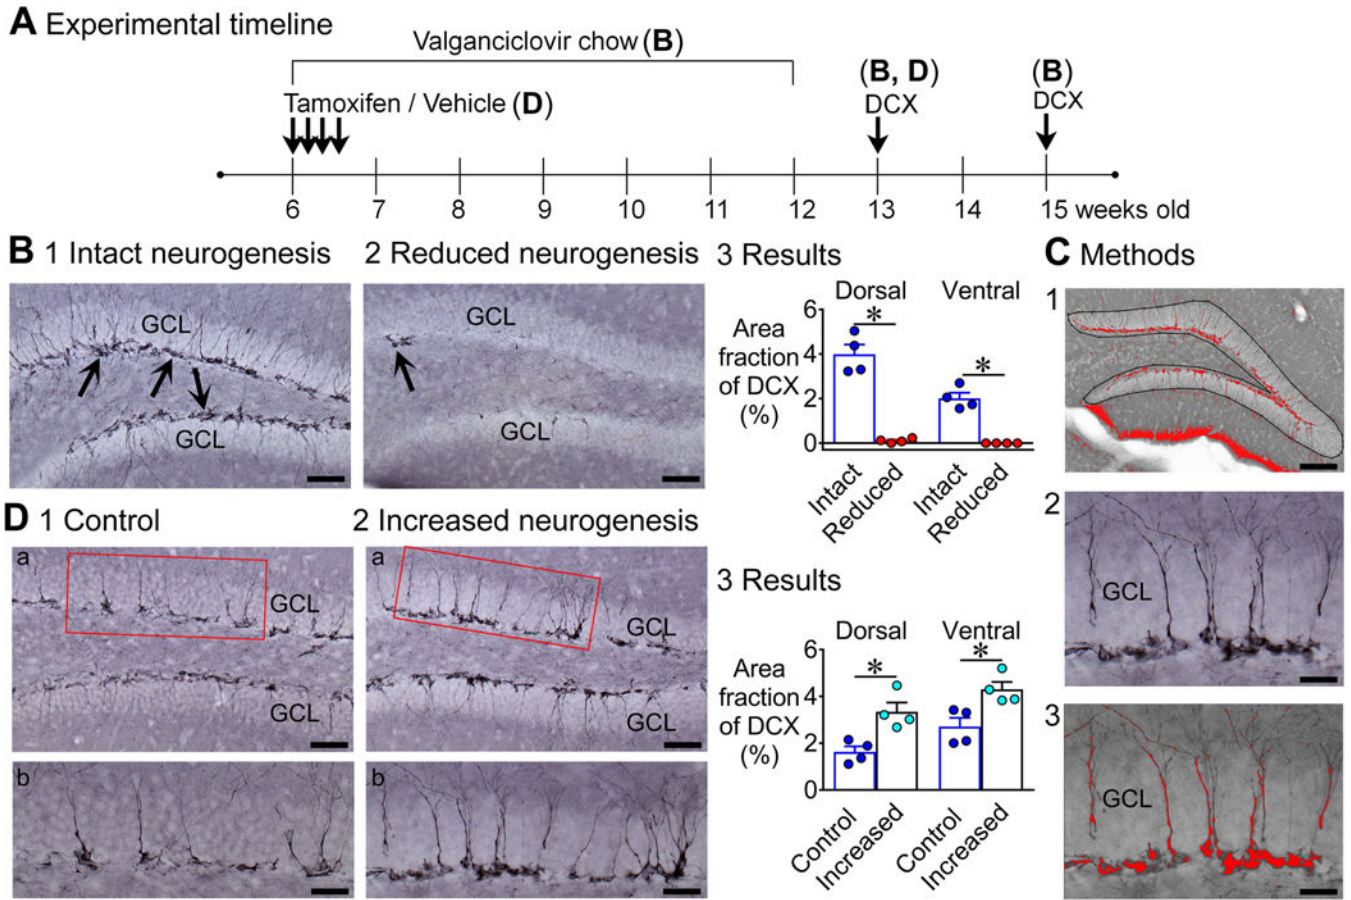 A Experimental timeline
Valganciclovir chow (B)
(B, D)
(B)
Tamoxifen / Vehicle (D)
DCX
DCX
6 7 8 9 10 11 12 13 14 15 weeks old
B 1 Intact neurogenesis
2 Reduced neurogenesis
3 Results
C Methods
GCL
GCL
GCL
GCL
Dorsal
Ventral
Area
fraction
of DCX
(%)
6
4
2
0
*
*
Intact
Reduced
Intact
Reduced
1
2
GCL
3
GCL
D 1 Control
2 Increased neurogenesis
3 Results
a
GCL
GCL
b
a
GCL
GCL
b
Dorsal
Ventral
Area
fraction
of DCX
(%)
6
4
2
0
*
*
Control
Increased
Control
Increased